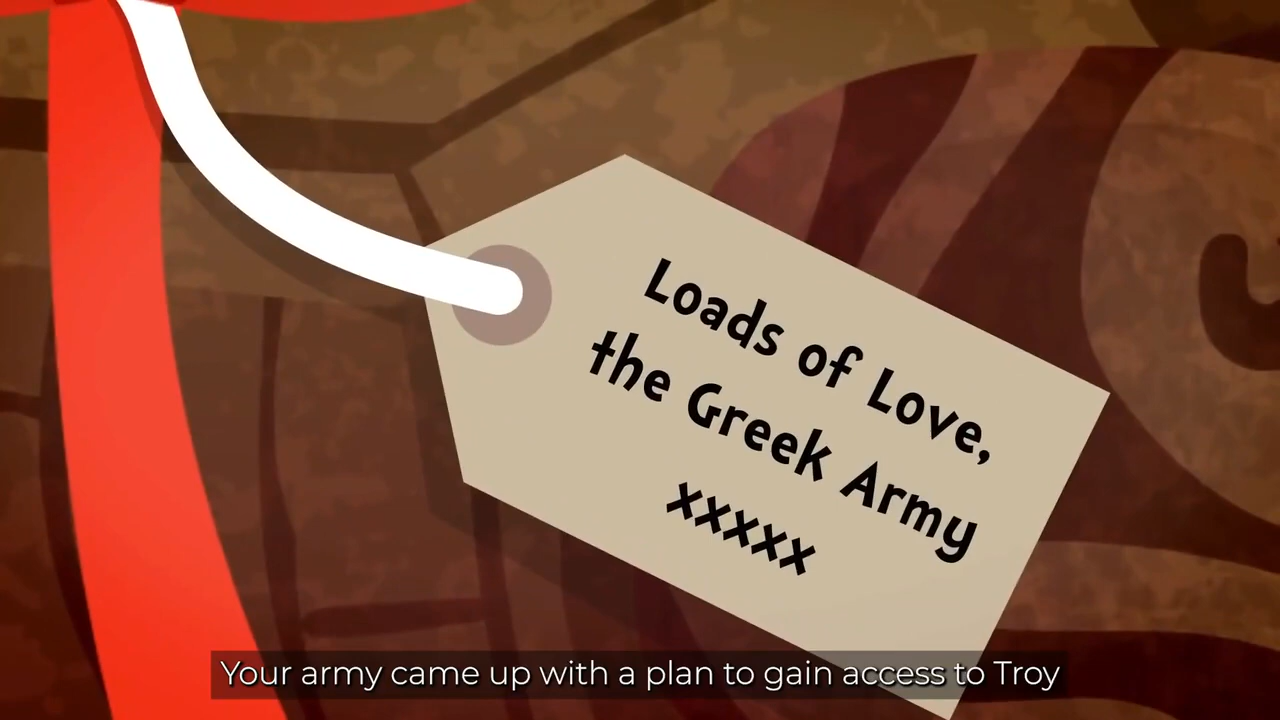 Loads of Love,
the Greek Army
xxxxx
Your army came up with a plan to gain access to Troy